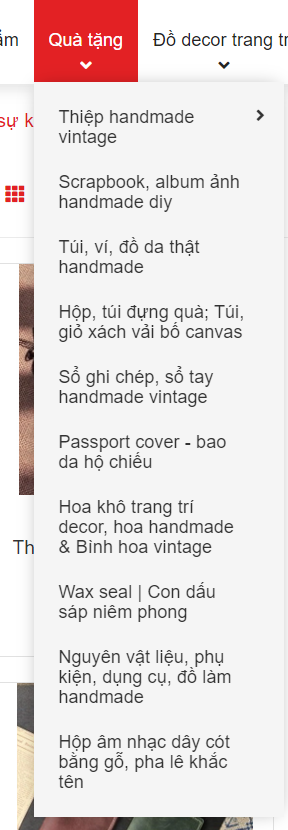 Quà tặng
Đồ decor trang
sự
Thiệp handmade
vintage
Scrapbook, album ảnh
handmade diy
Túi, ví, đồ da thật
handmade
Hộp, túi đựng quà; Túi,
giỏ xách vải bố canvas
Sổ ghi chép, sổ tay
handmade vintage
Passport cover - bao
da hộ chiếu
Hoa khô trang trí
decor, hoa handmade
& Bình hoa vintage
Wax seal | Con dấu
sáp niêm phong
Nguyên vật liệu, phụ
kiện, dụng cụ, đồ làm
handmade
Hộp âm nhạc dây cót
bằng gỗ, pha lê khắc
tên